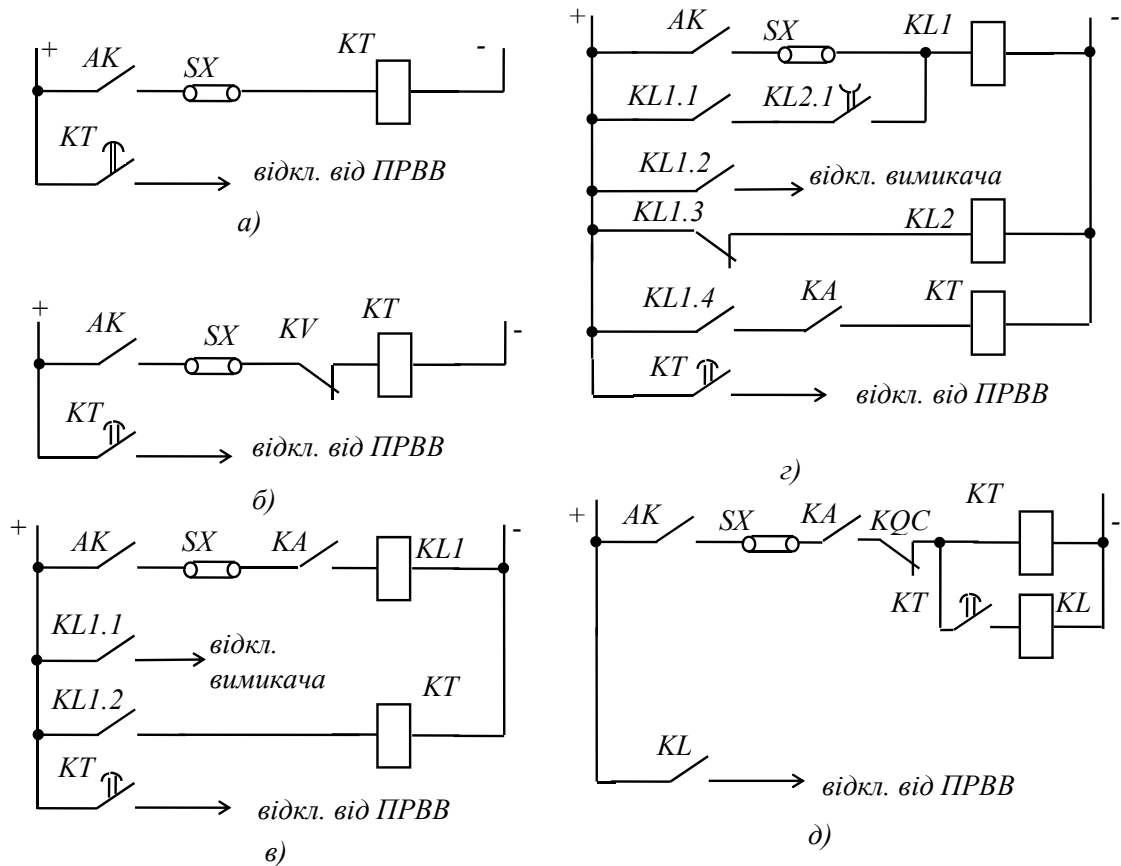 + AK SX KT -
KT
відкл. від ПРВВ
а)
+ AK SX KV KT -
KT
відкл. від ПРВВ
б)
+ AK SX KA KL1 -
KL1.1
відкл.
вимикача
KL1.2 KT
KT
відкл. від ПРВВ
в)
+ AK SX KL1 -
KL1.1 KL2.1
KL1.2
відкл. вимикача
KL1.3 KL2
KL1.4 KA KT
KT
відкл. від ПРВВ
г)
+ AK SX KA KQC KT -
KT KL
KL
відкл. від ПРВВ
д)